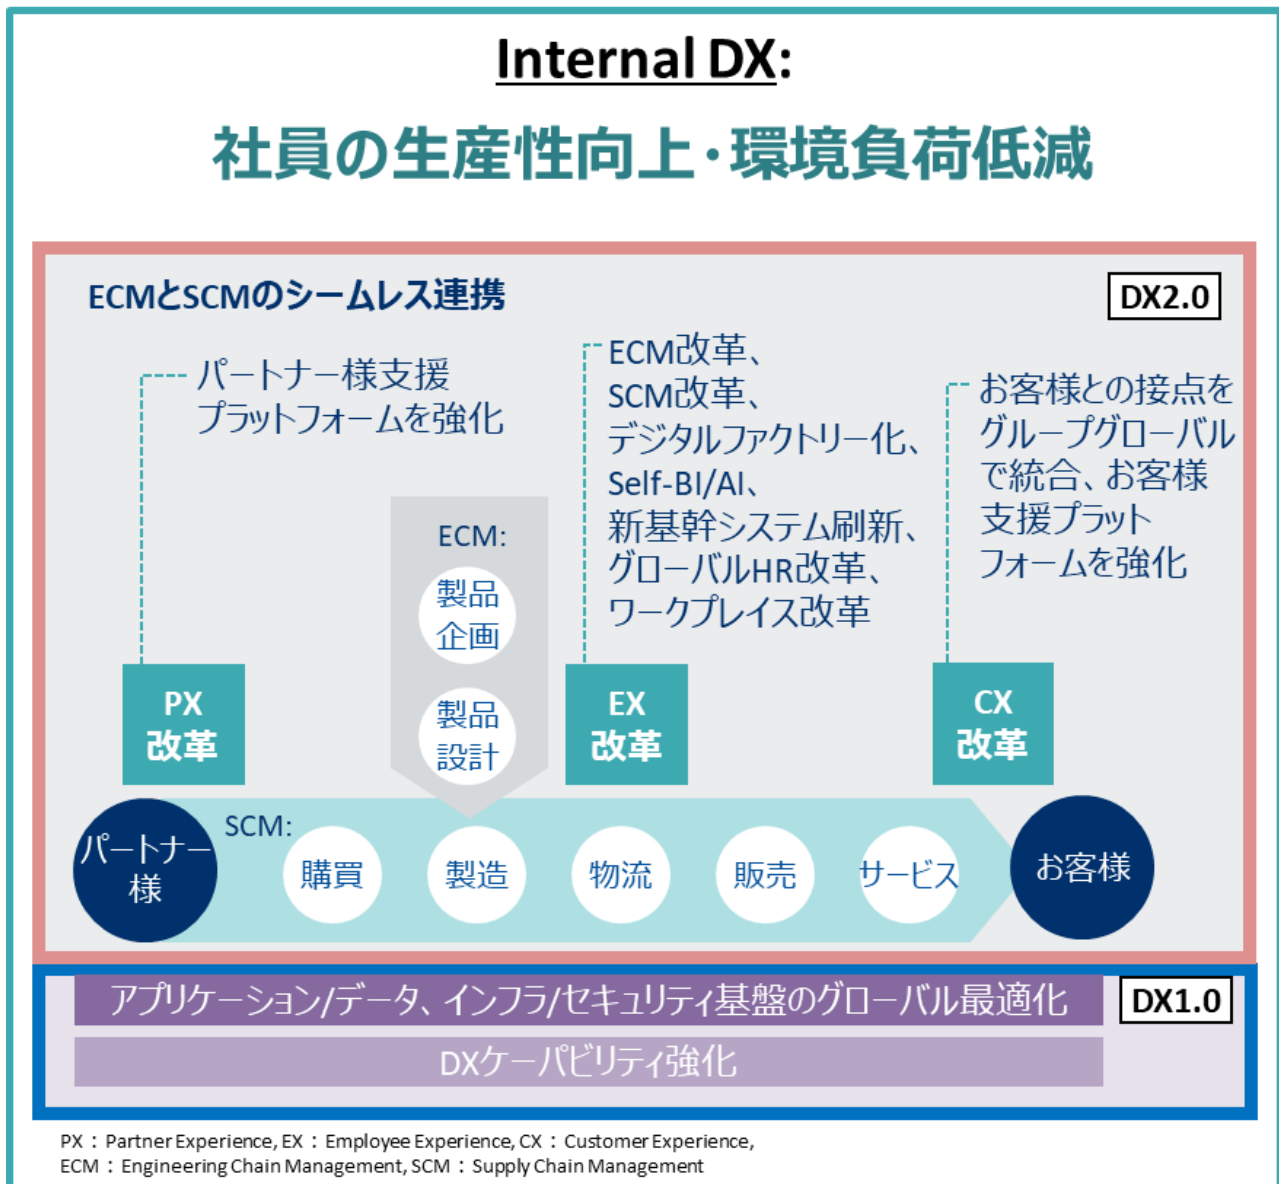 Internal DX:
社員の生産性向上・環境負荷低減
ECMとSCMのシームレス連携
DX2.0
パートナー様支援
プラットフォームを強化
ECM改革、
SCM改革、
デジタルファクトリー化、
Self-BI/AI、
新基幹システム刷新、
グローバルHR改革、
ワークプレイス改革
お客様との接点を
グループグローバル
で統合、お客様
支援プラット
フォームを強化
ECM:
製品
企画
製品
設計
PX
改革
EX
改革
CX
改革
パートナー
様
SCM:
購買
製造
物流
販売
サービス
お客様
アプリケーション/データ、インフラ/セキュリティ基盤のグローバル最適化
DX1.0
DXケーパビリティ強化
PX：Partner Experience, EX：Employee Experience, CX：Customer Experience,
ECM：Engineering Chain Management, SCM：Supply Chain Management